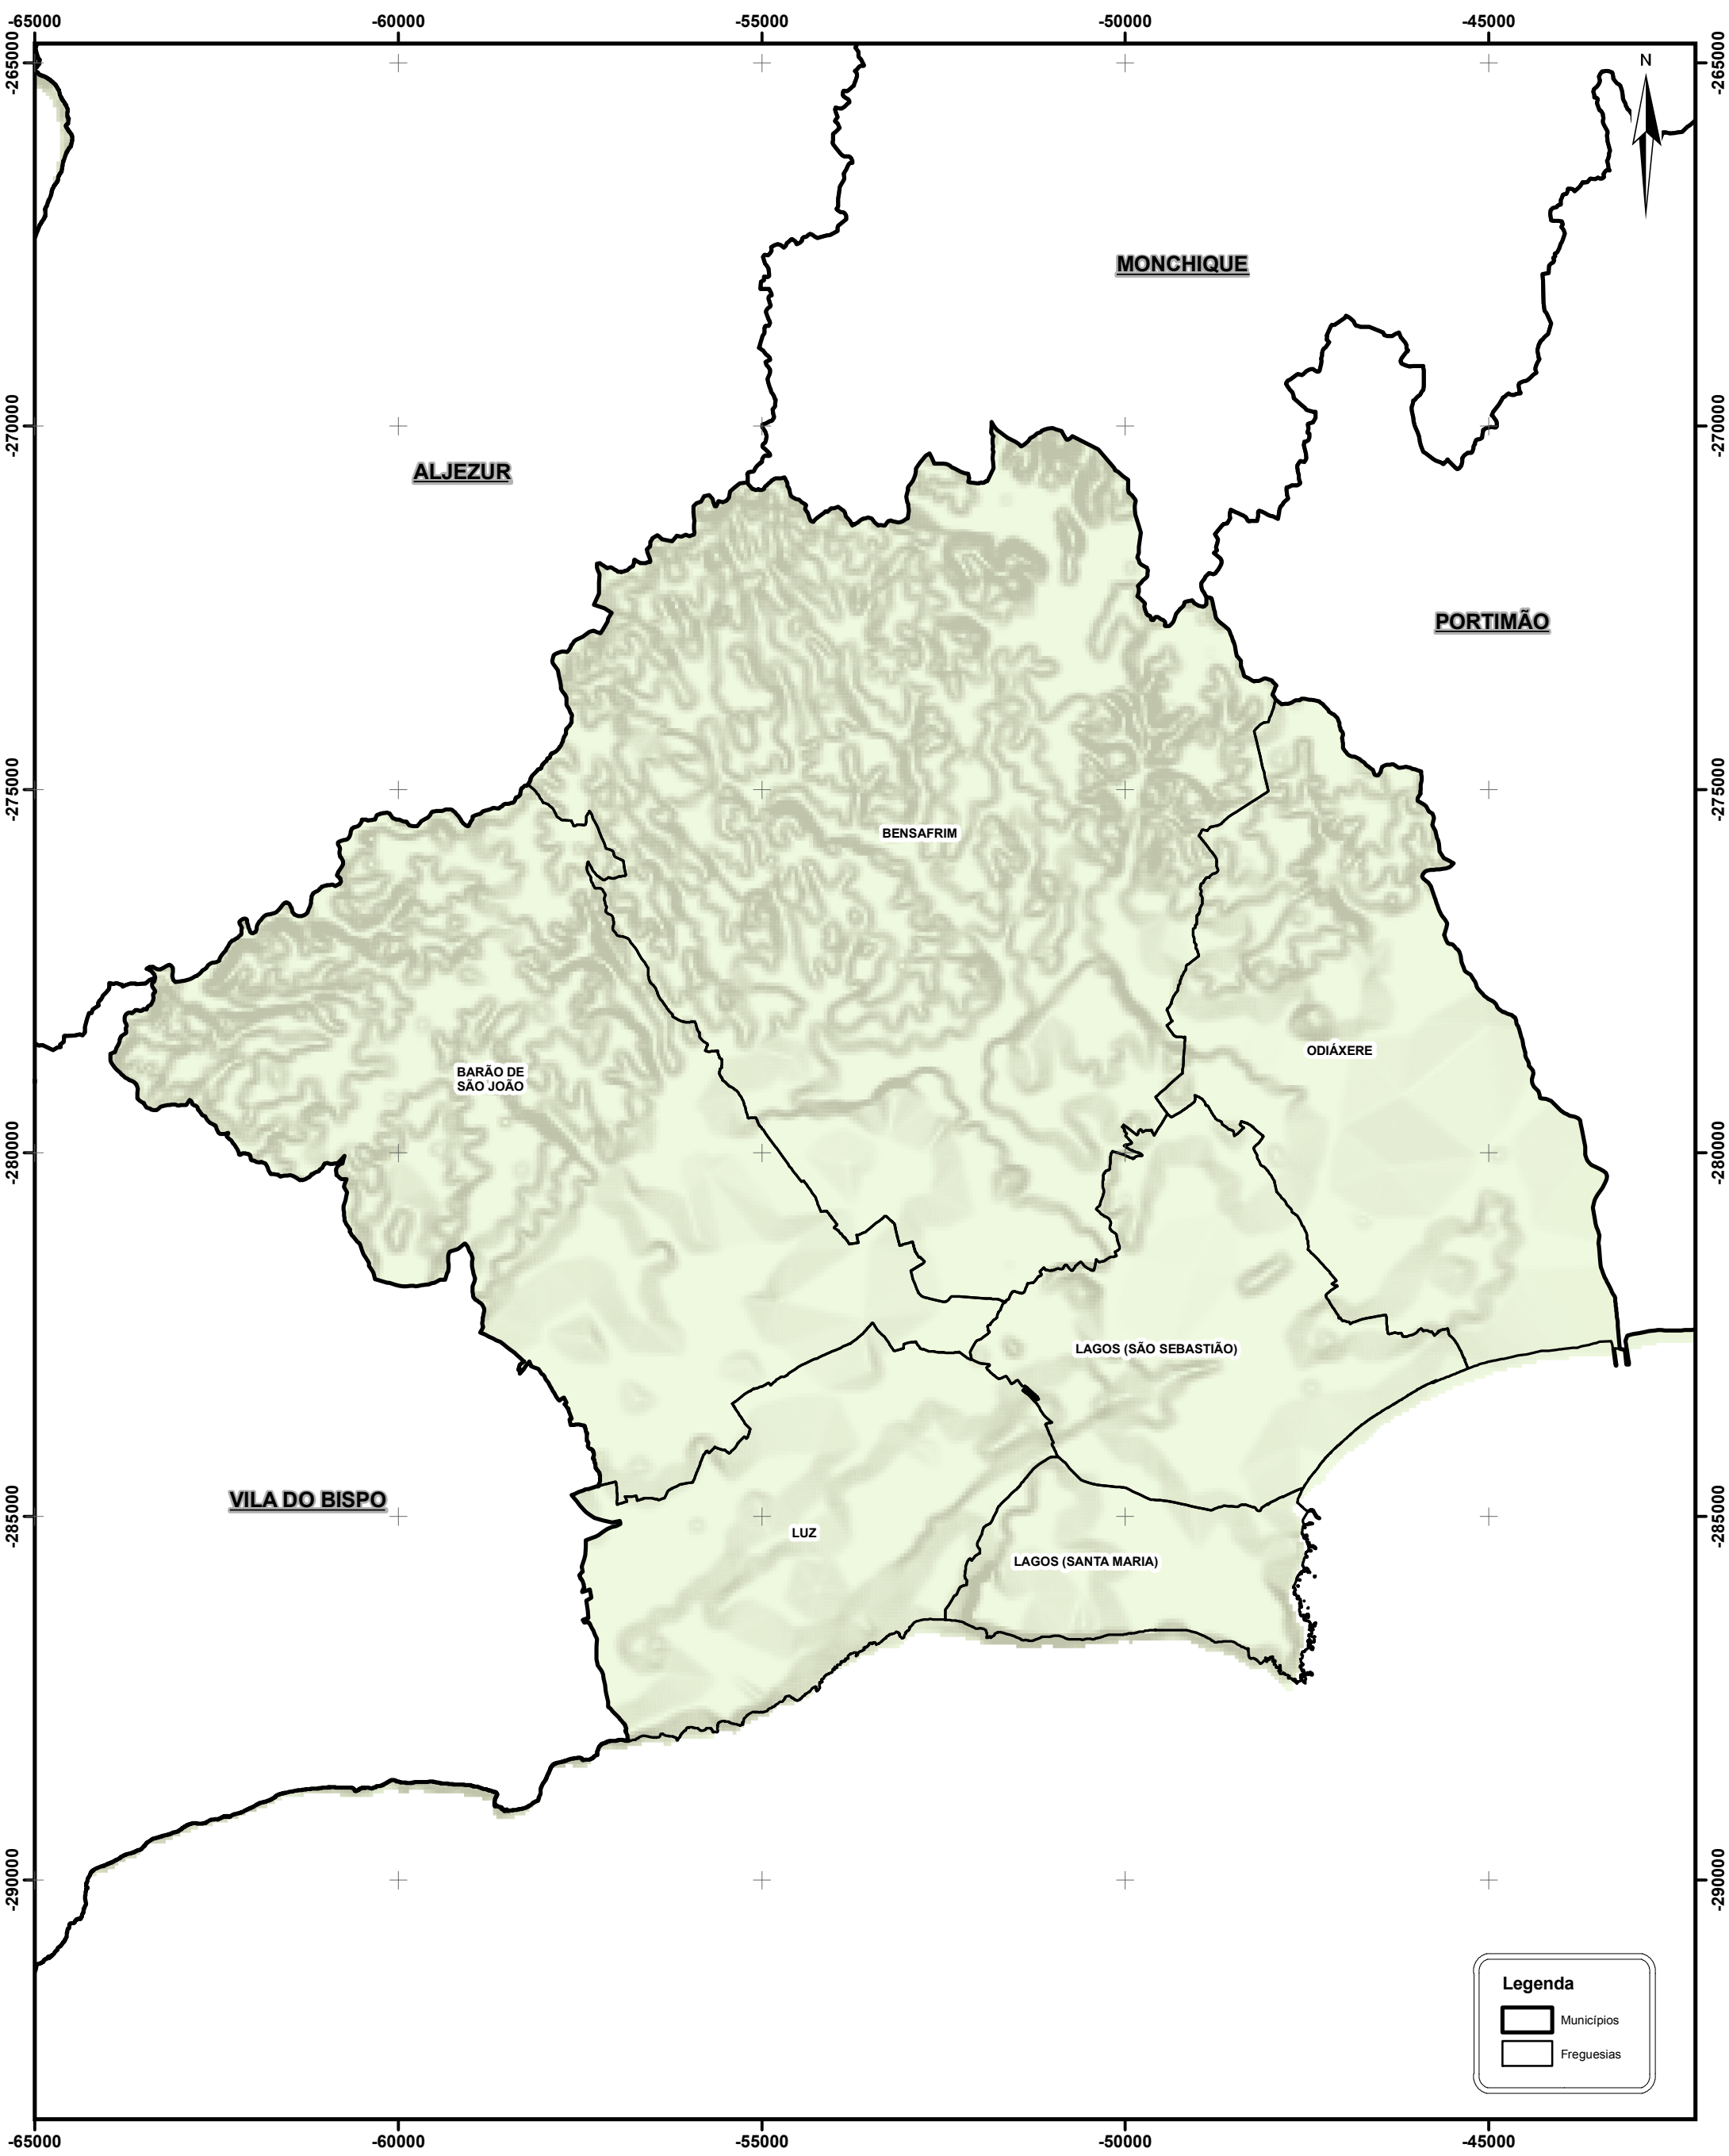 -65000 -60000 -55000 -50000 -45000
-265000 -265000
N
MONCHIQUE
-270000 -270000
ALJEZUR
PORTIMÃO
-275000 -275000
BENSAFRIM
ODIÁXERE
BARÃO DE
SÃO JOÃO
-280000 -280000
LAGOS (SÃO SEBASTIÃO)
VILA DO BISPO
-285000 -285000
LUZ
LAGOS (SANTA MARIA)
-290000 -290000
Legenda
Municípios
Freguesias
-65000 -60000 -55000 -50000 -45000